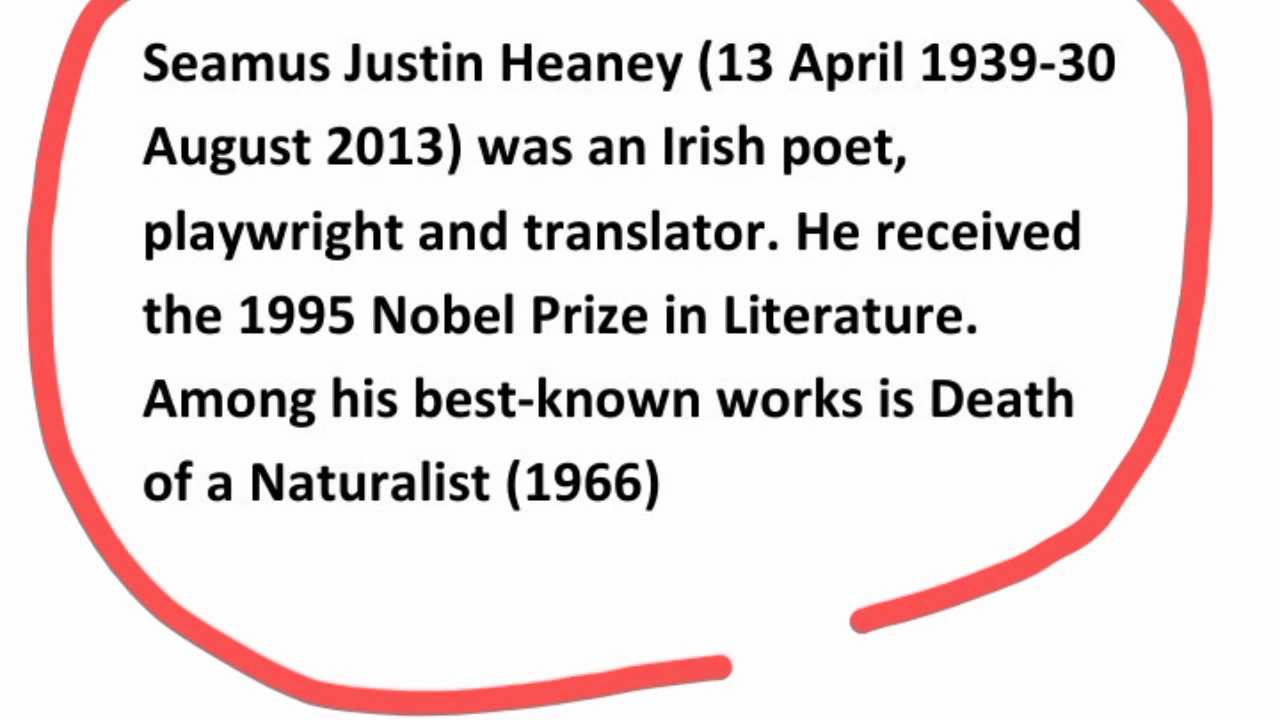 Seamus Justin Heaney (13 April 1939-30
August 2013) was an Irish poet,
playwright and translator. He received
the 1995 Nobel Prize in Literature.
Among his best-known works is Death
of a Naturalist (1966)